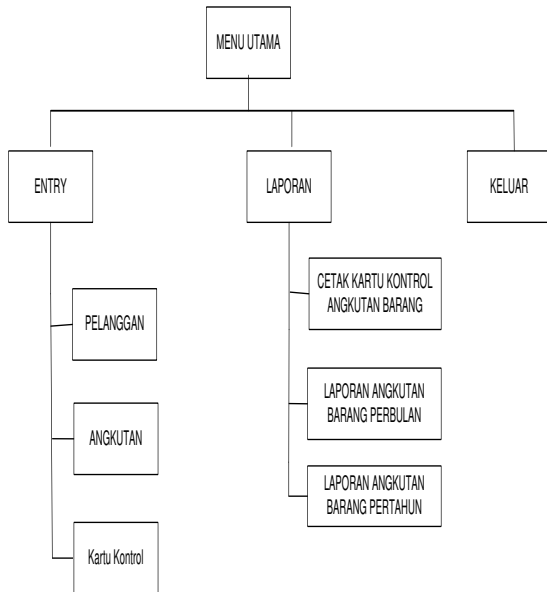 MENU UTAMA
ENTRY
LAPORAN
KELUAR
PELANGGAN
ANGKUTAN
Kartu Kontrol
CETAK KARTU KONTROL
ANGKUTAN BARANG
LAPORAN ANGKUTAN
BARANG PERBULAN
LAPORAN ANGKUTAN
BARANG PERTAHUN